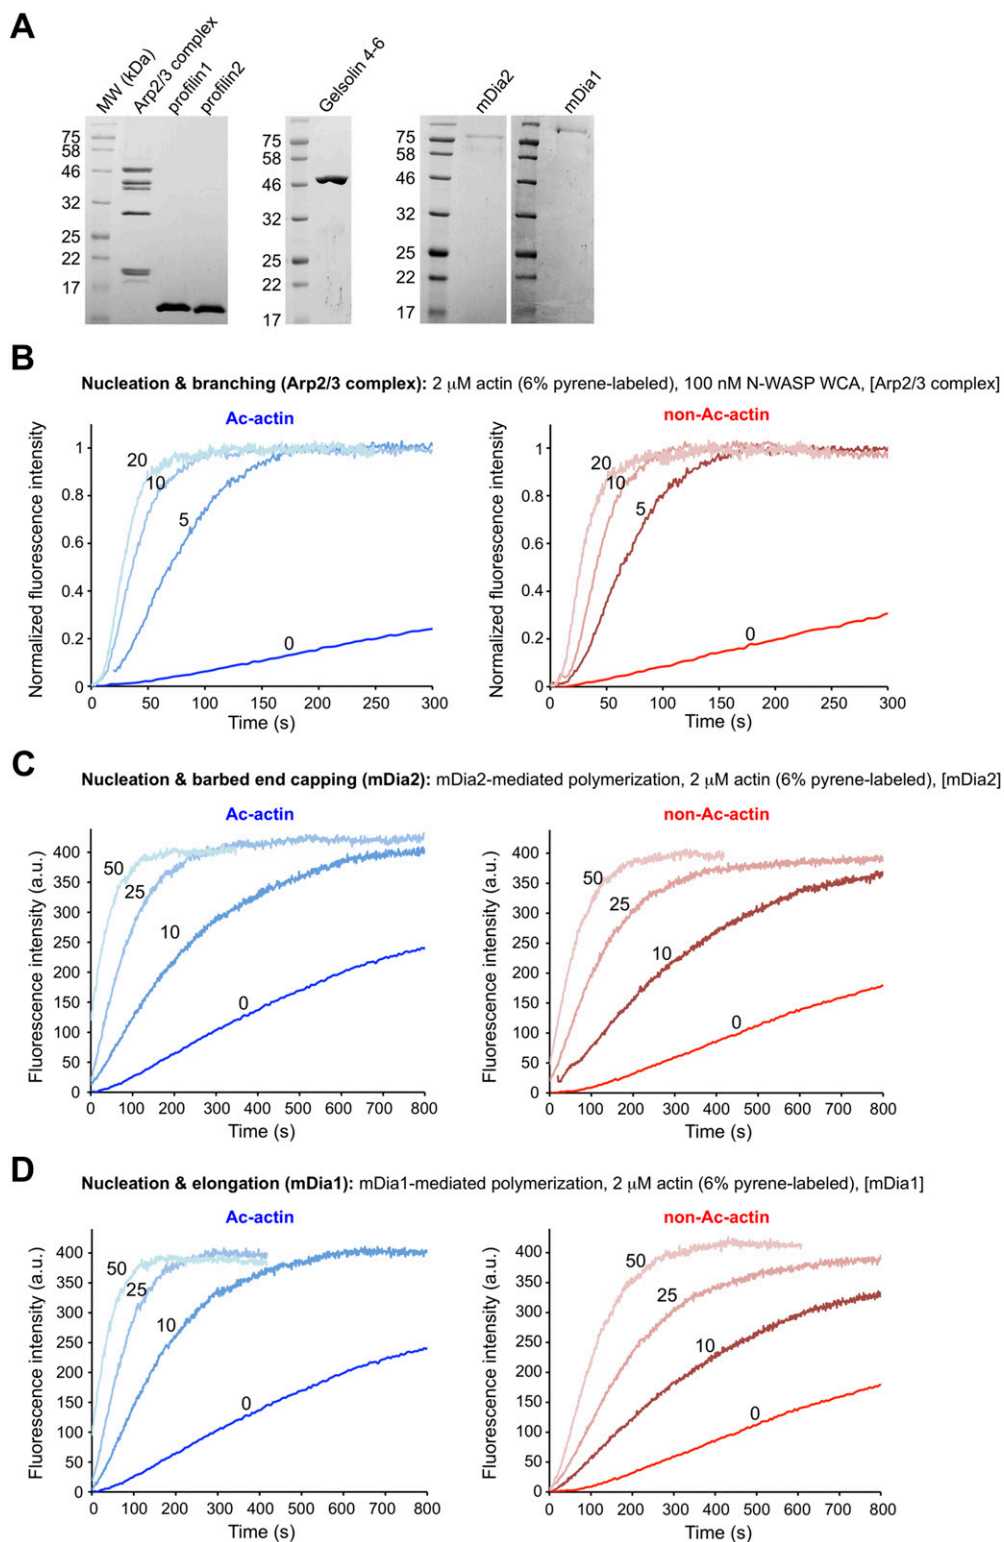 A
MW (kDa)
Arp2/3 complex
profilin1
profilin2
75
58
46
32
25
22
17
Gelsolin 4-6
75
58
46
32
25
22
17
mDia2
mDia1
75
58
46
32
25
22
17
B
Nucleation & branching (Arp2/3 complex): 2 μM actin (6% pyrene-labeled), 100 nM N-WASP WCA, [Arp2/3 complex]
Ac-actin
Normalized fluorescence intensity
1
0.8
0.6
0.4
0.2
0
20
10
5
0
0 50 100 150 200 250 300
Time (s)
non-Ac-actin
Normalized fluorescence intensity
1
0.8
0.6
0.4
0.2
0
20
10
5
0
0 50 100 150 200 250 300
Time (s)
C
Nucleation & barbed end capping (mDia2): mDia2-mediated polymerization, 2 μM actin (6% pyrene-labeled), [mDia2]
Ac-actin
Fluorescence intensity (a.u.)
400
350
300
250
200
150
100
50
0
50
25
10
0
0 100 200 300 400 500 600 700 800
Time (s)
non-Ac-actin
Fluorescence intensity (a.u.)
400
350
300
250
200
150
100
50
0
50
25
10
0
0 100 200 300 400 500 600 700 800
Time (s)
D
Nucleation & elongation (mDia1): mDia1-mediated polymerization, 2 μM actin (6% pyrene-labeled), [mDia1]
Ac-actin
Fluorescence intensity (a.u.)
400
350
300
250
200
150
100
50
0
50
25
10
0
0 100 200 300 400 500 600 700 800
Time (s)
non-Ac-actin
Fluorescence intensity (a.u.)
400
350
300
250
200
150
100
50
0
50
25
10
0
0 100 200 300 400 500 600 700 800
Time (s)